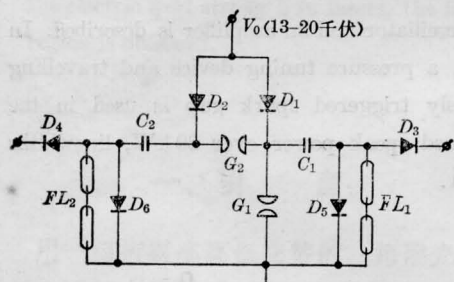 V₀(13-20千伏)
D₂
D₁
D₄
C₂
D₃
G₂
C₁
FL₂
D₆
G₁
D₅
FL₁